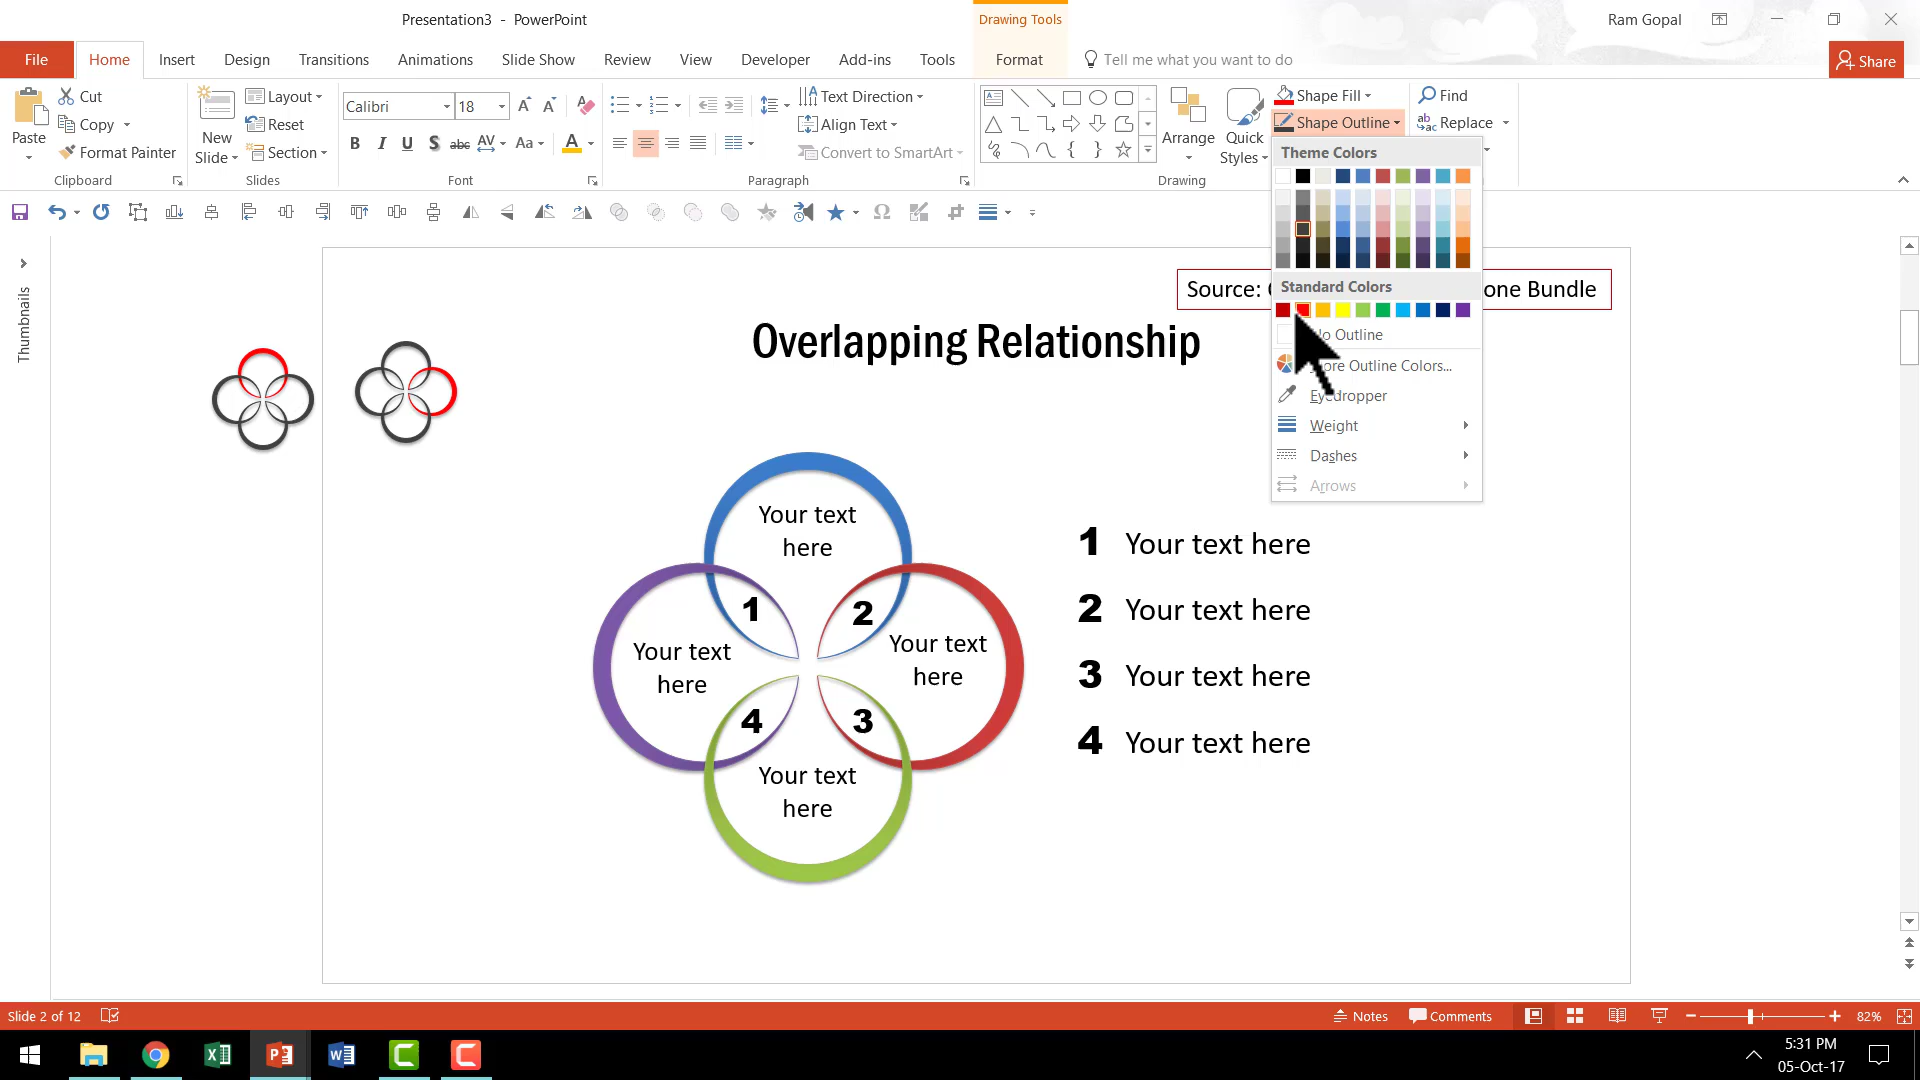 Presentation3 - PowerPoint
Drawing Tools
Ram Gopal
File
Home
Insert
Design
Transitions
Animations
Slide Show
Review
View
Developer
Add-ins
Tools
Format
Tell me what you want to do
Share
Paste
Cut
Copy
Format Painter
Clipboard
New
Slide
Layout
Reset
Section
Slides
Calibri
18
B I U S abc AV Aa A
Font
Text Direction
Align Text
Convert to SmartArt
Paragraph
Arrange
Quick
Styles
Drawing
Shape Fill
Shape Outline
Find
Replace
Theme Colors
Standard Colors
Outline
Outline Colors...
Eyedropper
Weight
Dashes
Arrows
Thumbnails
Source:
one Bundle
Overlapping Relationship
Your text
here
1
2
Your text
here
Your text
here
4
3
Your text
here
1 Your text here
2 Your text here
3 Your text here
4 Your text here
Slide 2 of 12
Notes
Comments
82%
5:31 PM
05-Oct-17